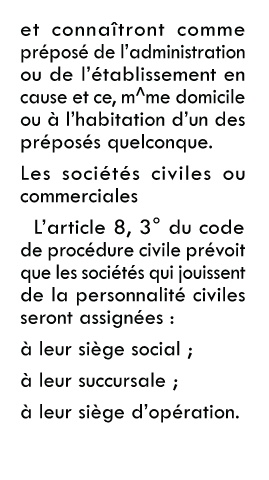 et connaîtront comme
préposé de l'administration
ou de l'établissement en
cause et ce, m^me domicile
ou à l'habitation d'un des
préposés quelconque.
Les sociétés civiles ou
commerciales
L'article 8, 3° du code
de procédure civile prévoit
que les sociétés qui jouissent
de la personnalité civiles
seront assignées :
à leur siège social ;
à leur succursale ;
à leur siège d'opération.